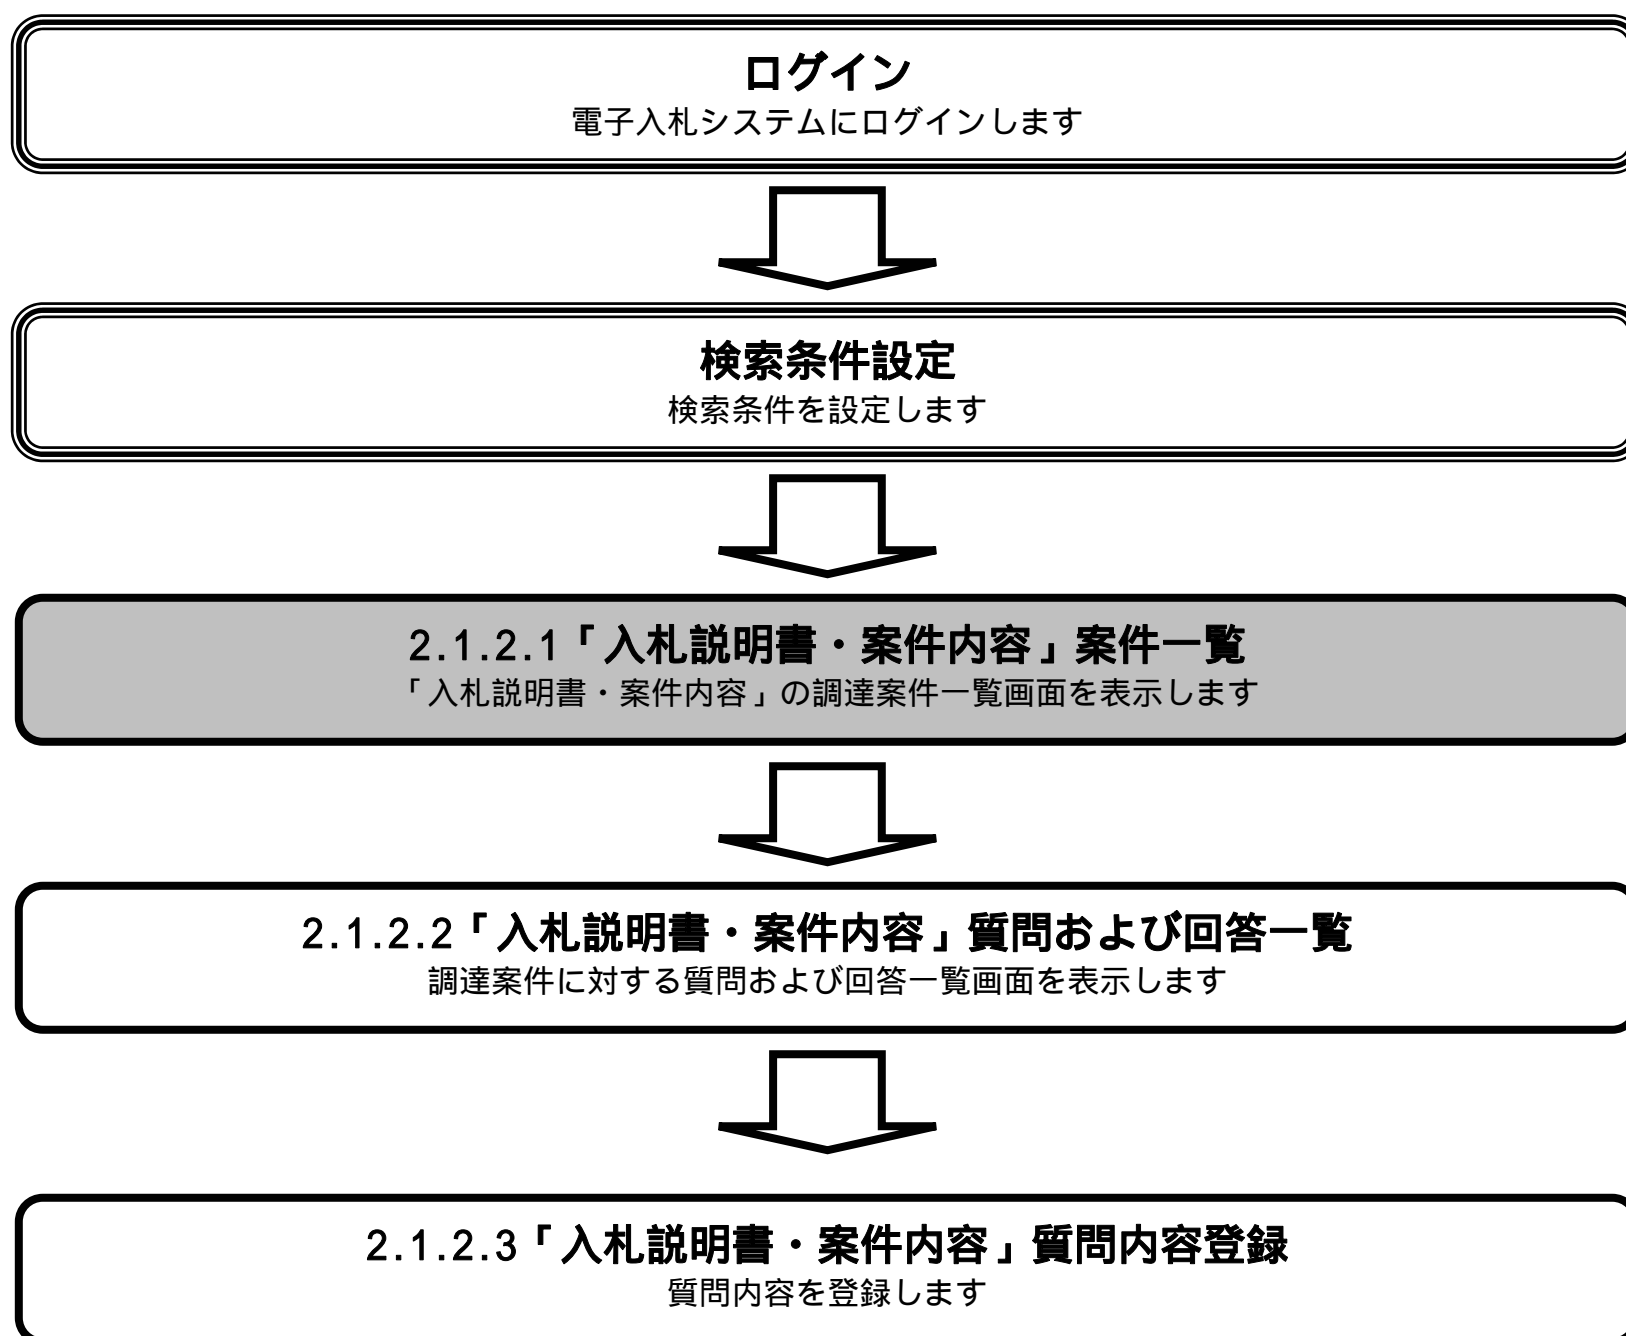 ログイン
電子入札システムにログインします
検索条件設定
検索条件を設定します
2.1.2.1「入札説明書・案件内容」案件一覧
「入札説明書・案件内容」の調達案件一覧画面を表示します
2.1.2.2「入札説明書・案件内容」質問および回答一覧
調達案件に対する質問および回答一覧画面を表示します
2.1.2.3「入札説明書・案件内容」質問内容登録
質問内容を登録します